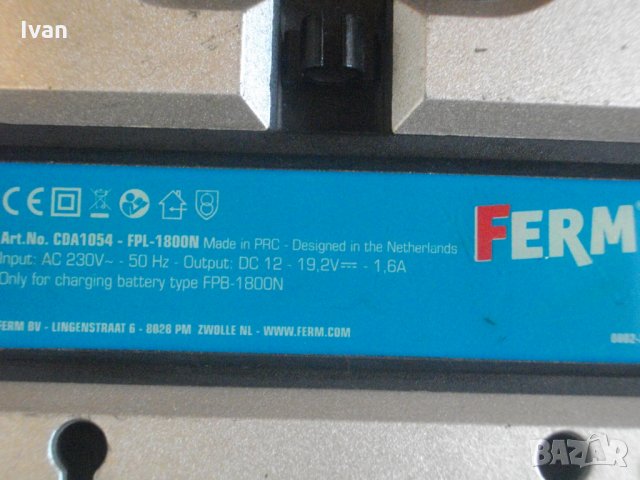 Ivan
CE
FERM
Art.No. CDA1054 - FPL-1800N Made in PRC - Designed in the Netherlands
Input: AC 230V~ - 50 Hz - Output: DC 12 - 19,2V⎓ - 1,6A
Only for charging battery type FPB-1800N
FERM BV - LINGENSTRAAT 6 - 8028 PM ZWOLLE NL - WWW.FERM.COM
BAZAR